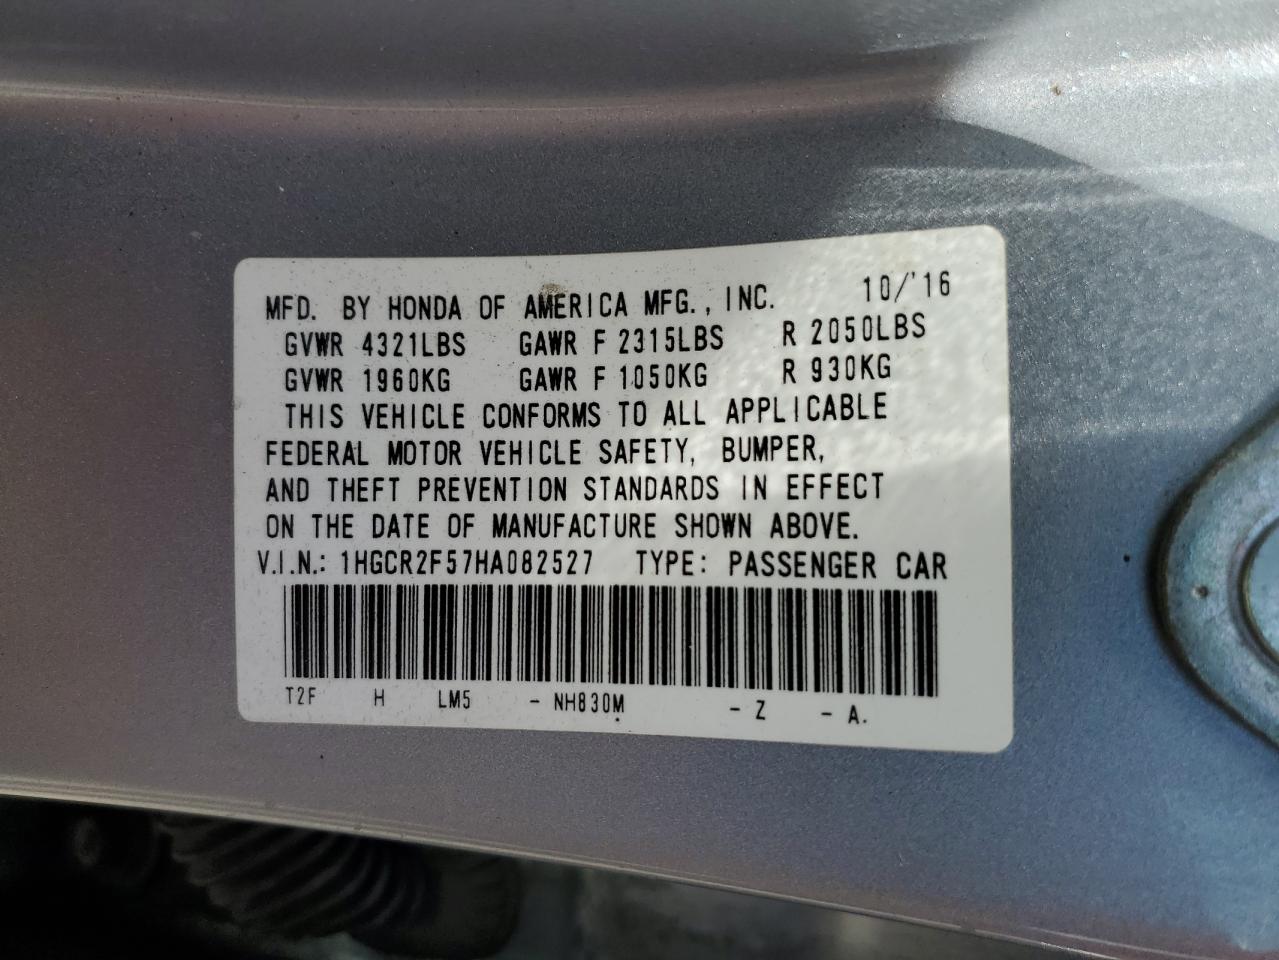 MFD. BY HONDA OF AMERICA MFG., INC. 10/'16
GVWR 4321LBS GAWR F 2315LBS R 2050LBS
GVWR 1960KG GAWR F 1050KG R 930KG
THIS VEHICLE CONFORMS TO ALL APPLICABLE
FEDERAL MOTOR VEHICLE SAFETY, BUMPER,
AND THEFT PREVENTION STANDARDS IN EFFECT
ON THE DATE OF MANUFACTURE SHOWN ABOVE.
V.I.N.: 1HGCR2F57HA082527 TYPE: PASSENGER CAR
T2F H LM5 - NH830M - Z - A.